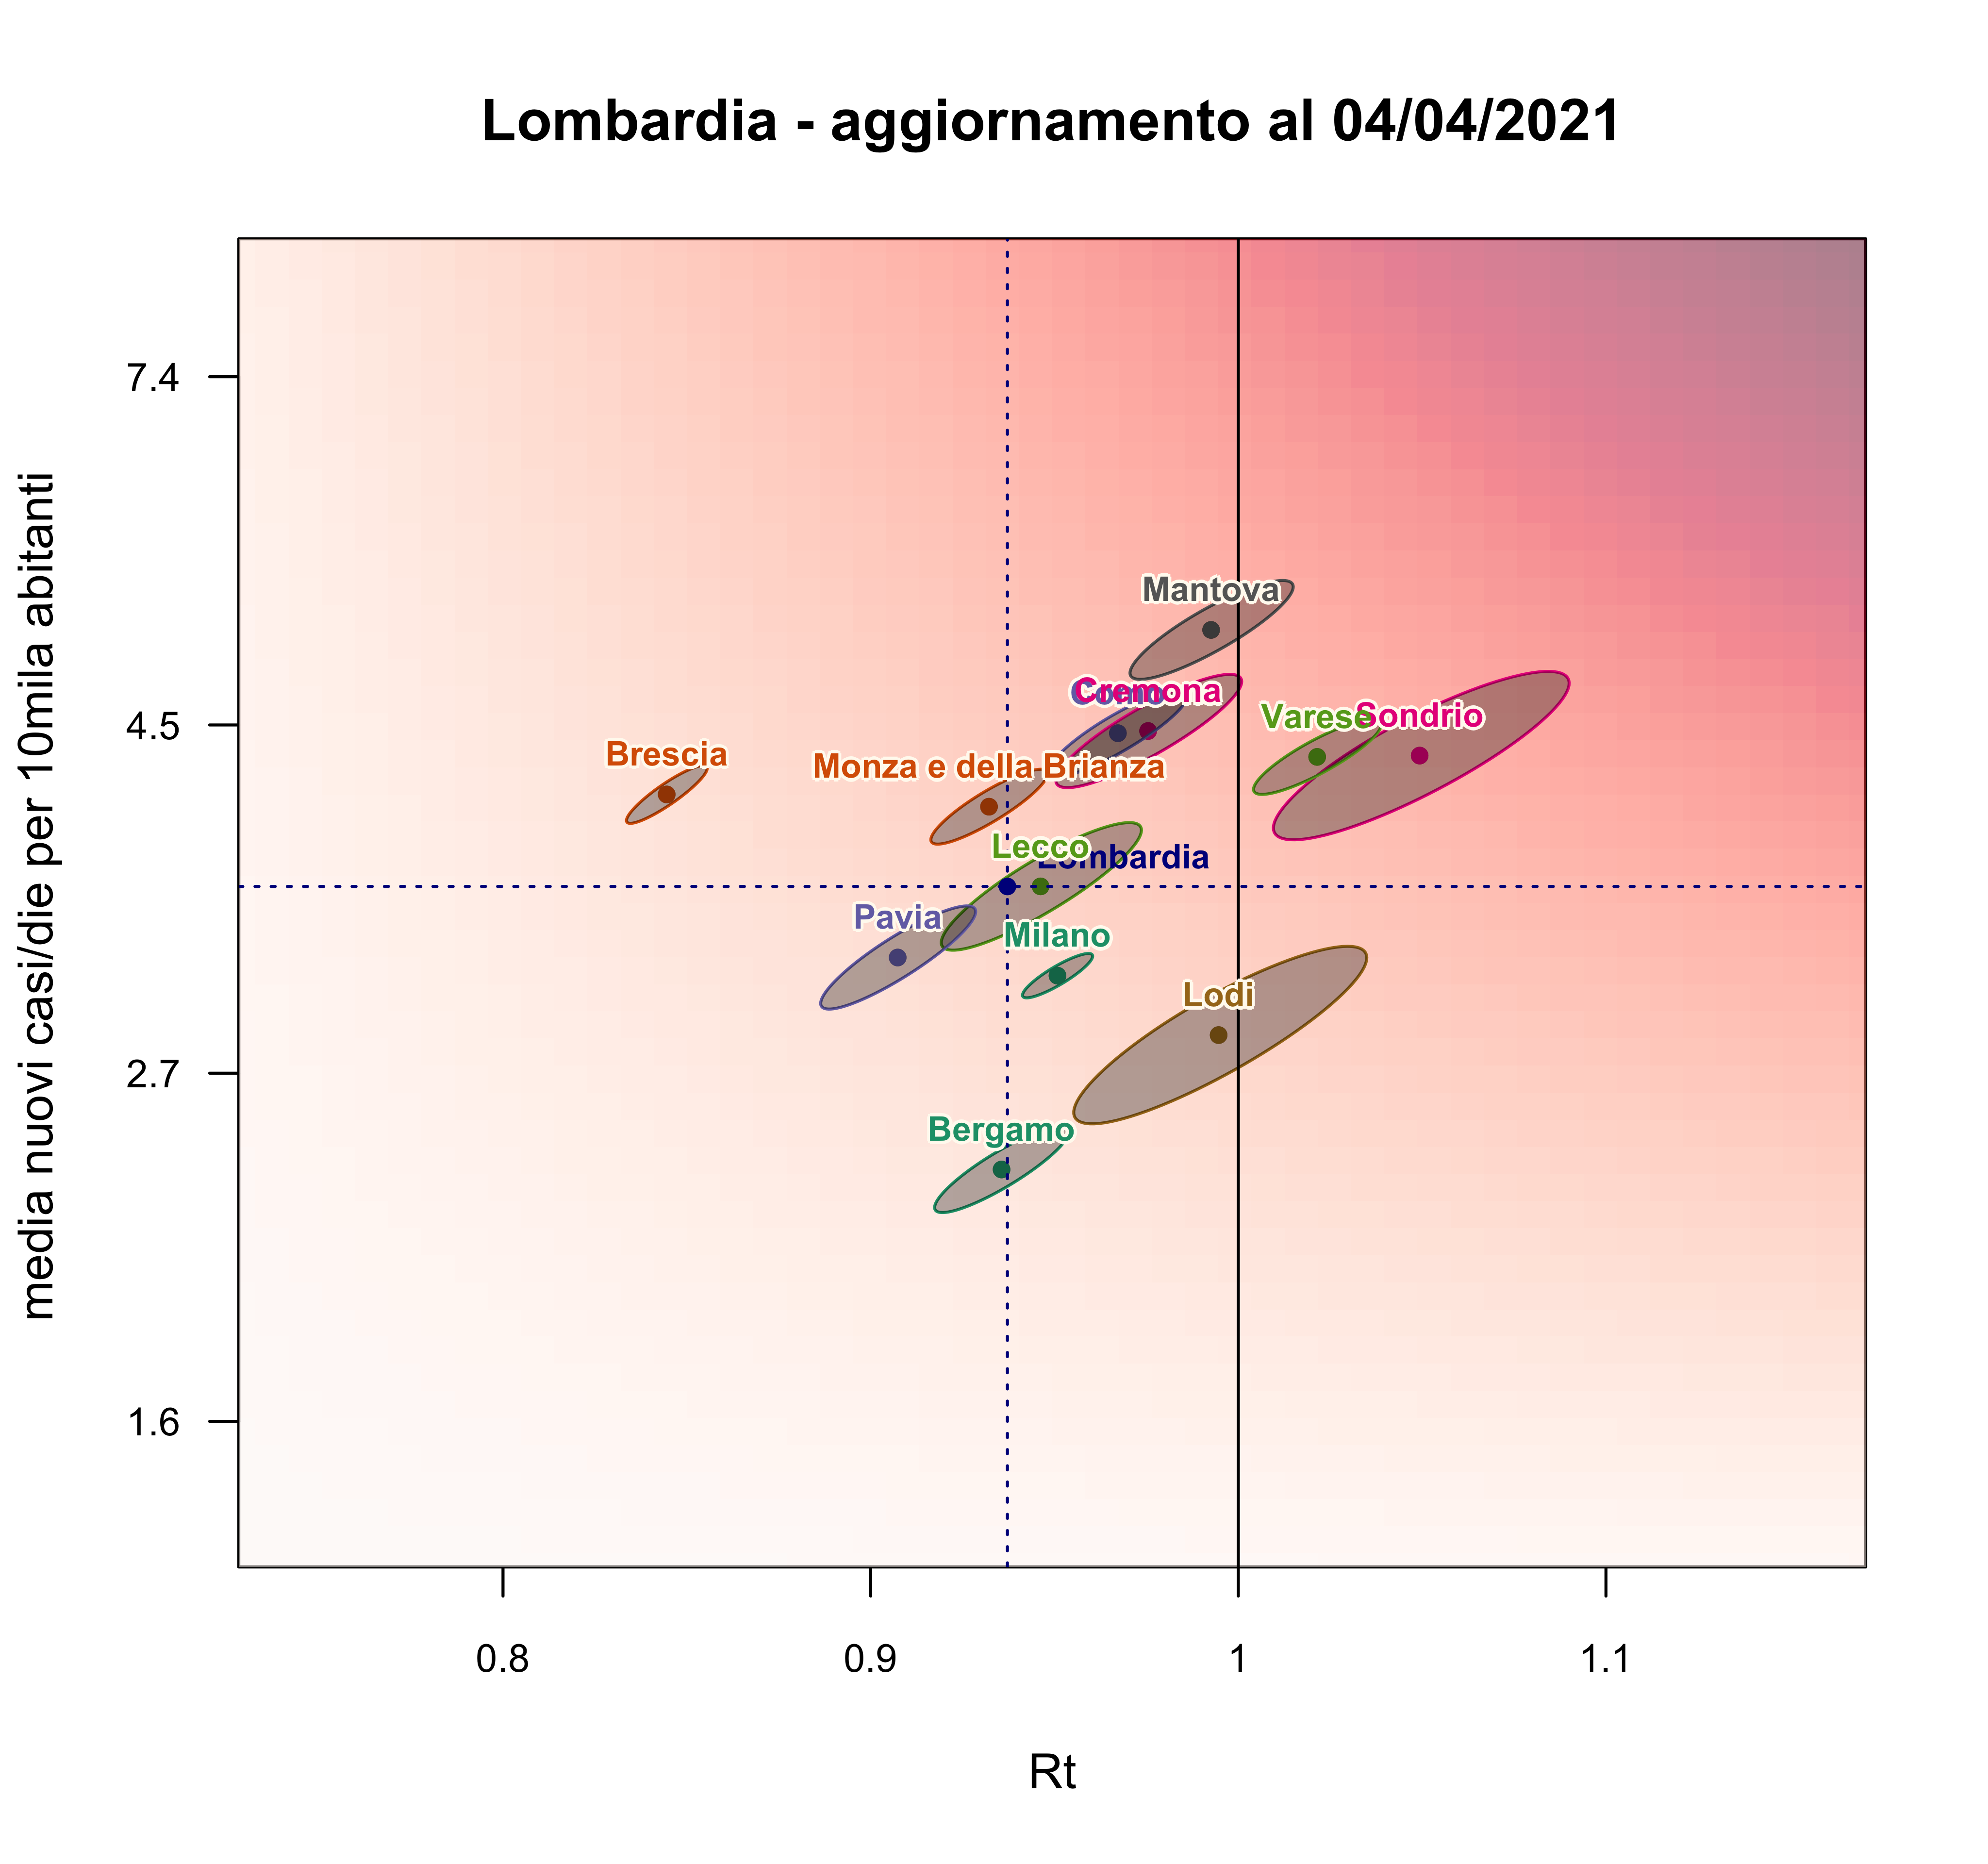 Lombardia - aggiornamento al 04/04/2021
media nuovi casi/die per 10mila abitanti
7.4
4.5
2.7
1.6
Mantova
Como
Cremona
Varese
Sondrio
Brescia
Monza e della Brianza
Lecco
Lombardia
Pavia
Milano
Lodi
Bergamo
0.8
0.9
1
1.1
Rt